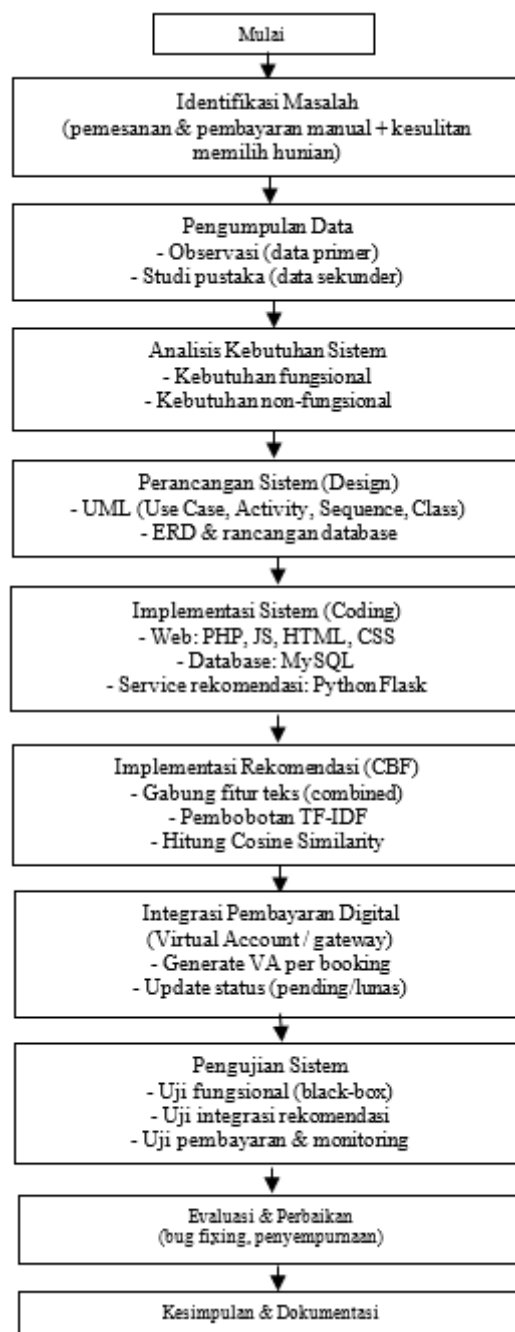 Mulai
Identifikasi Masalah
(pemesanan & pembayaran manual + kesulitan
memilih hunian)
Pengumpulan Data
- Observasi (data primer)
- Studi pustaka (data sekunder)
Analisis Kebutuhan Sistem
- Kebutuhan fungsional
- Kebutuhan non-fungsional
Perancangan Sistem (Design)
- UML (Use Case, Activity, Sequence, Class)
- ERD & rancangan database
Implementasi Sistem (Coding)
- Web: PHP, JS, HTML, CSS
- Database: MySQL
- Service rekomendasi: Python Flask
Implementasi Rekomendasi (CBF)
- Gabung fitur teks (combined)
- Pembobotan TF-IDF
- Hitung Cosine Similarity
Integrasi Pembayaran Digital
(Virtual Account / gateway)
- Generate VA per booking
- Update status (pending/lunas)
Pengujian Sistem
- Uji fungsional (black-box)
- Uji integrasi rekomendasi
- Uji pembayaran & monitoring
Evaluasi & Perbaikan
(bug fixing, penyempurnaan)
Kesimpulan & Dokumentasi